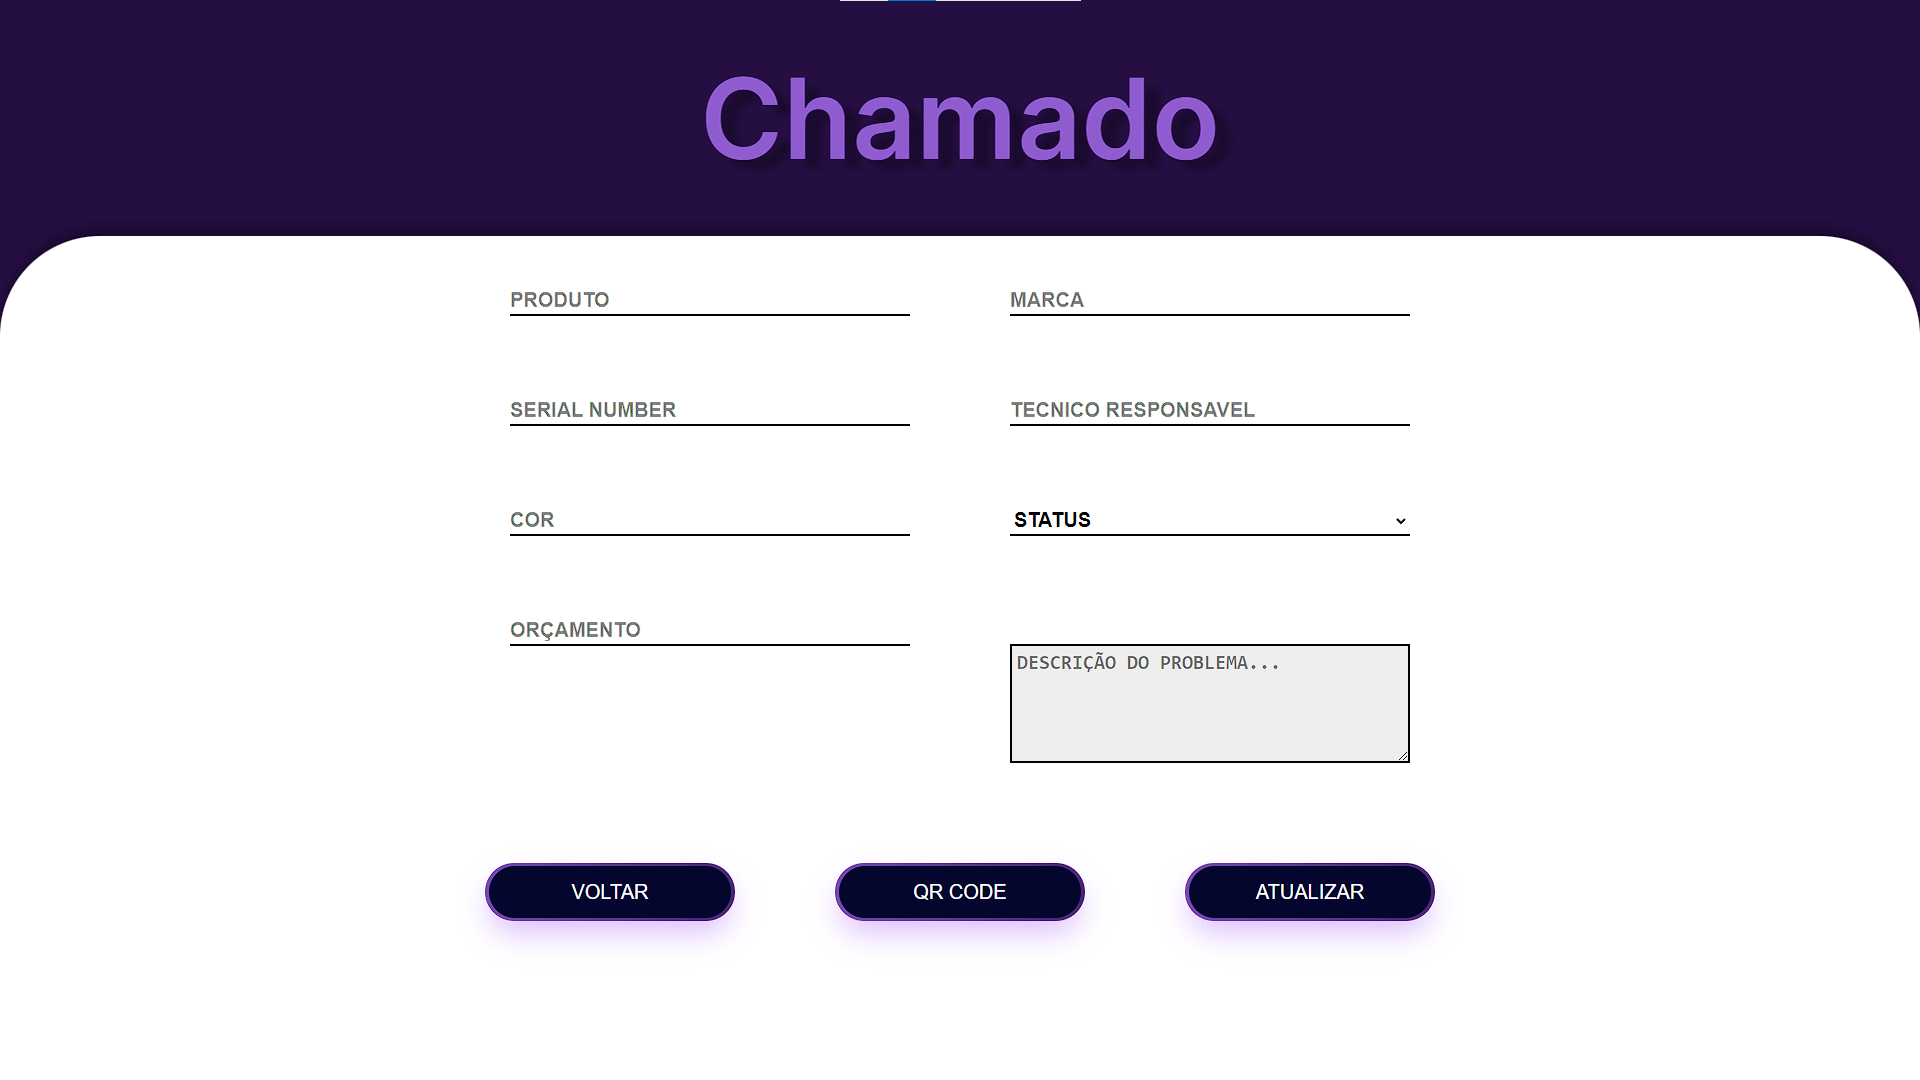 Chamado
PRODUTO
MARCA
SERIAL NUMBER
TECNICO RESPONSAVEL
COR
STATUS
ORÇAMENTO
DESCRIÇÃO DO PROBLEMA...
VOLTAR
QR CODE
ATUALIZAR